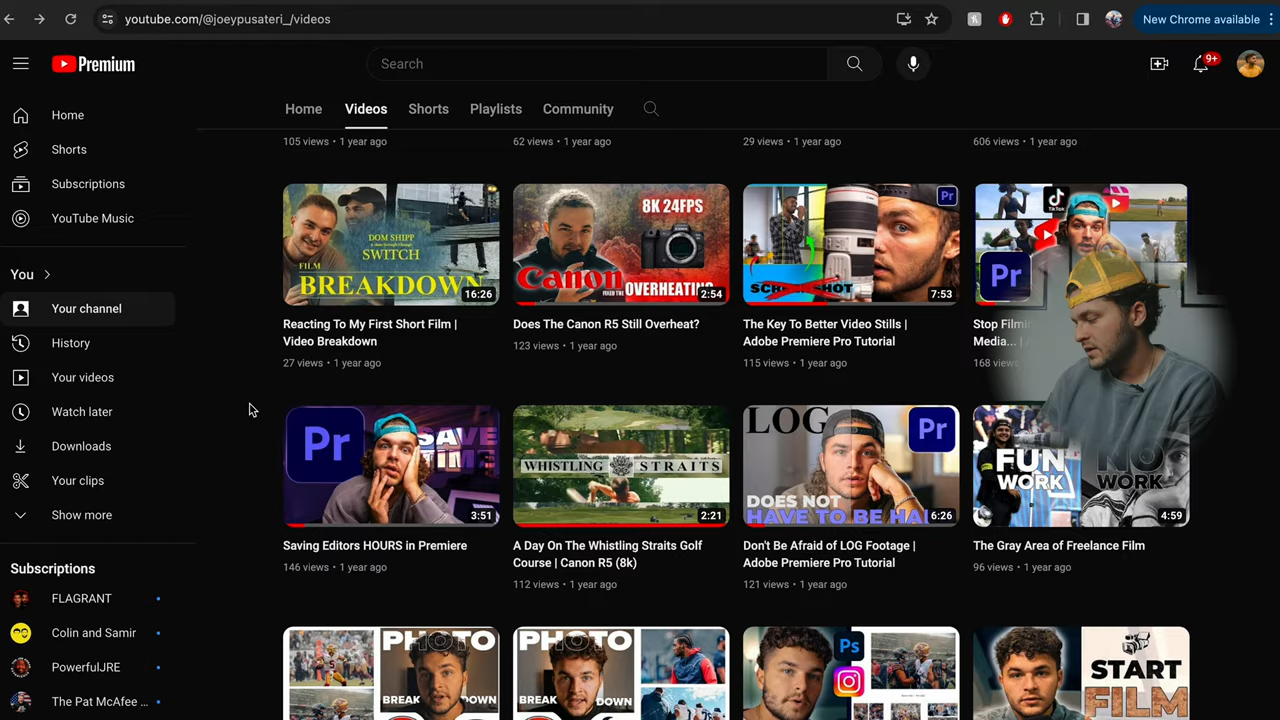 youtube.com/@joeypusateri_/videos
New Chrome available
Premium
Search
9+
Home
Videos
Shorts
Playlists
Community
Home
Shorts
Subscriptions
YouTube Music
You
Your channel
History
Your videos
Watch later
Downloads
Your clips
Show more
Subscriptions
FLAGRANT
Colin and Samir
PowerfulJRE
The Pat McAfee ...
105 views • 1 year ago
62 views • 1 year ago
29 views • 1 year ago
606 views • 1 year ago
DOM SHIPP
SWITCH
FILM
BREAKDOWN
16:26
Reacting To My First Short Film |
Video Breakdown
27 views • 1 year ago
8K 24FPS
Canon
FIXED THE OVERHEATING
2:54
Does The Canon R5 Still Overheat?
123 views • 1 year ago
Pr
SCREENSHOT
7:53
The Key To Better Video Stills |
Adobe Premiere Pro Tutorial
115 views • 1 year ago
TikTok
Pr
Stop Filmi
Media... |
168 views
Pr
SAVE
TIME
3:51
Saving Editors HOURS in Premiere
146 views • 1 year ago
WHISTLING STRAITS
2:21
A Day On The Whistling Straits Golf
Course | Canon R5 (8k)
112 views • 1 year ago
LOG
Pr
DOES NOT
HAVE TO BE HA
6:26
Don't Be Afraid of LOG Footage |
Adobe Premiere Pro Tutorial
121 views • 1 year ago
FUN
WORK
NO
WORK
4:59
The Gray Area of Freelance Film
96 views • 1 year ago
PHOTO
BREAK DOWN
PHOTO
BREAK DOWN
Ps
START
FILM